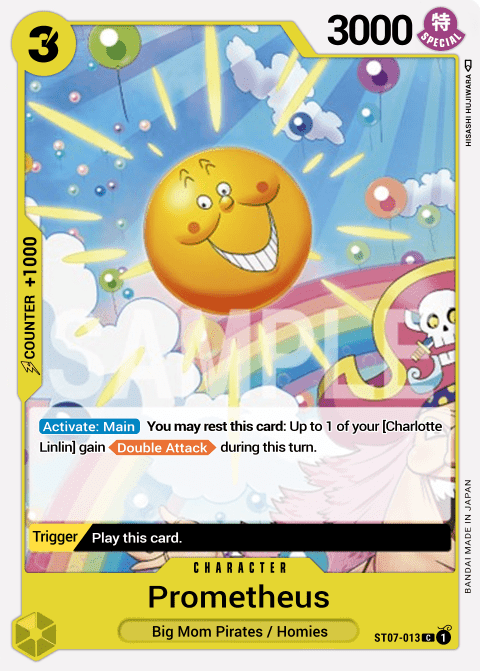 3
3000
特
SPECIAL
HISASHI HUJIWARA
COUNTER +1000
SAMPLE
Activate: Main You may rest this card: Up to 1 of your [Charlotte
Linlin] gain Double Attack during this turn.
Trigger Play this card.
CHARACTER
Prometheus
Big Mom Pirates / Homies
ST07-013 C 1
BANDAI MADE IN JAPAN